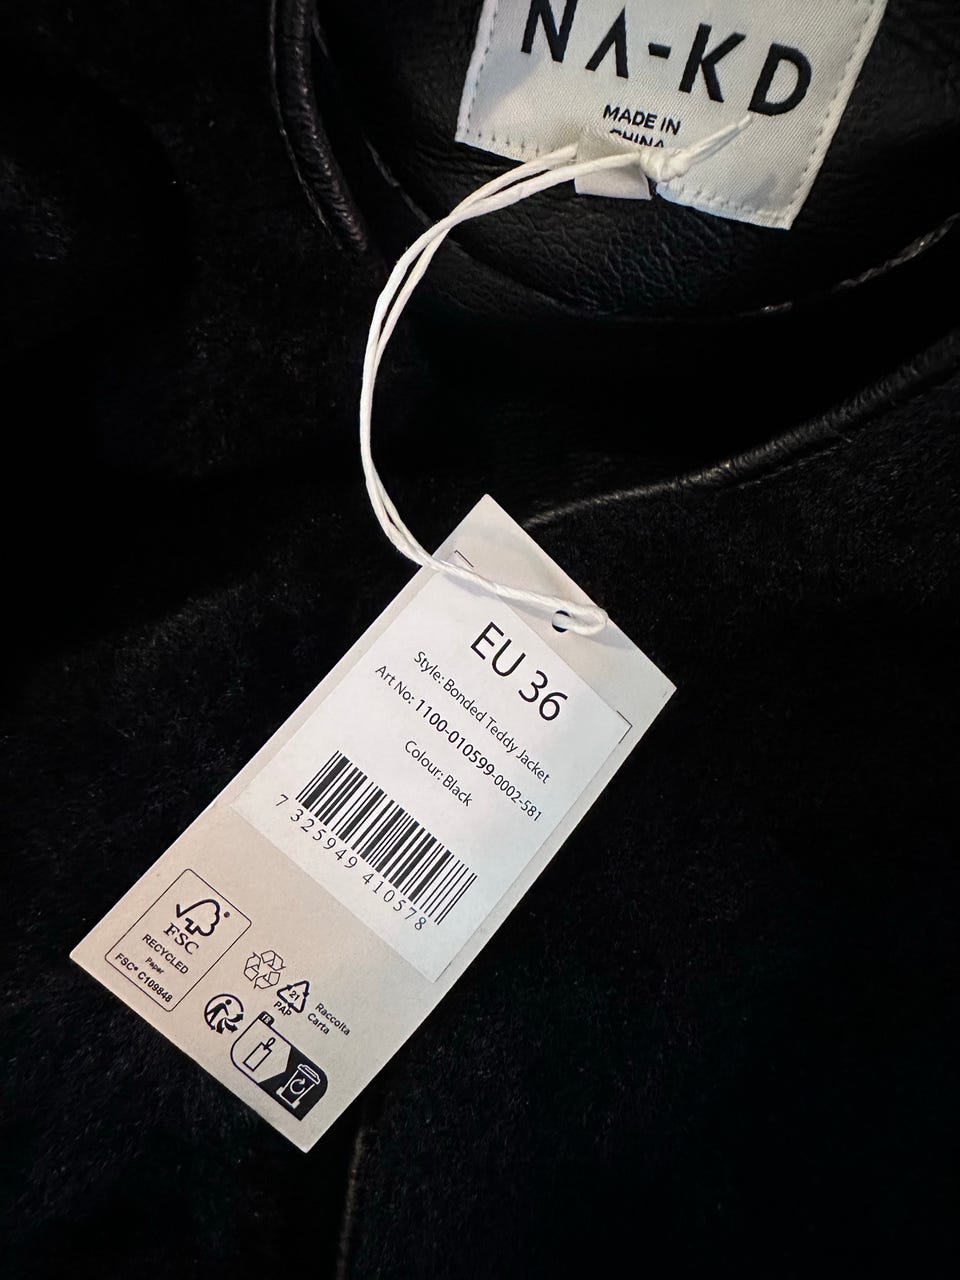 NA-KD
MADE IN
CHINA
EU 36
Style: Bonded Teddy Jacket
Art No: 1100-010599-0002-581
Colour: Black
7 325949 410578
FSC®
RECYCLED
Paper
FSC® C109848
21
PAP
Raccolta
Carta
FR